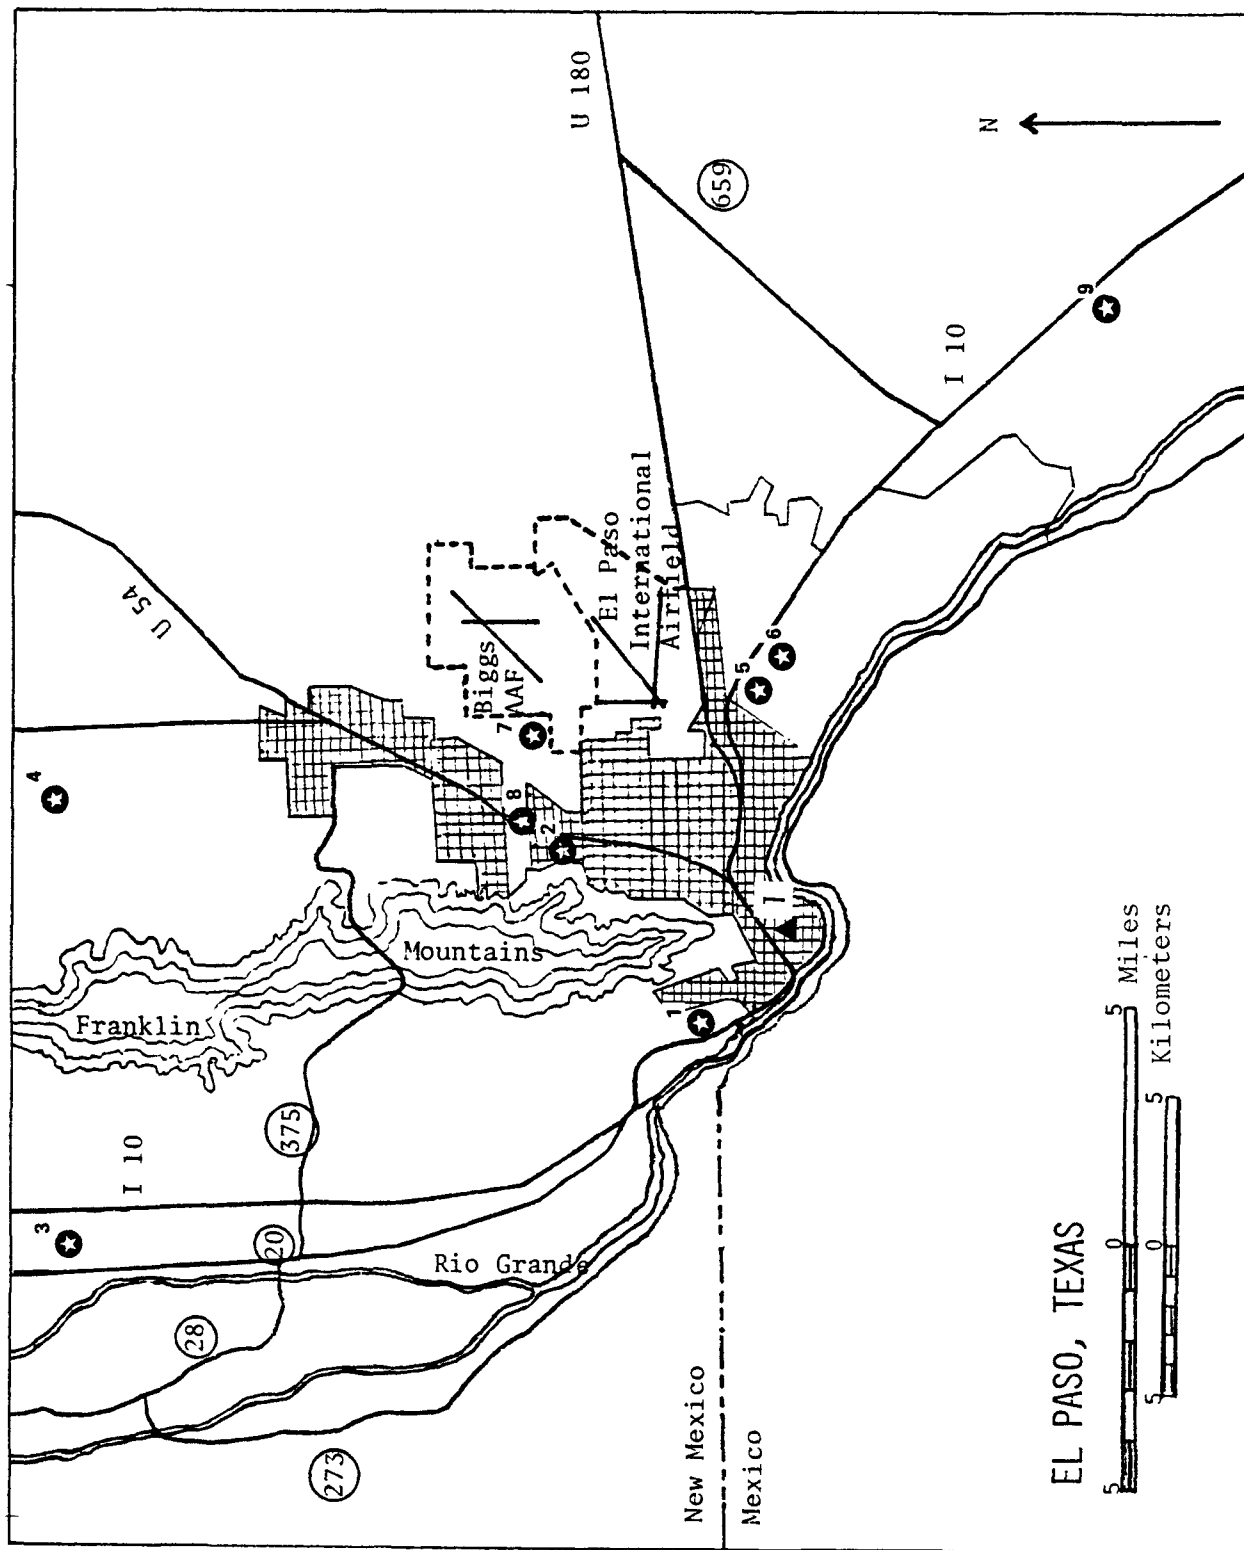 U 180
N
659
I 10
9
U 54
El Paso
International
Airfield
Biggs
AAF
7
4
8
2
5
6
1
1
Mountains
Franklin
375
I 10
3
20
28
Rio Grande
273
New Mexico
Mexico
EL PASO, TEXAS
5 0 5 Miles
5 0 5 Kilometers